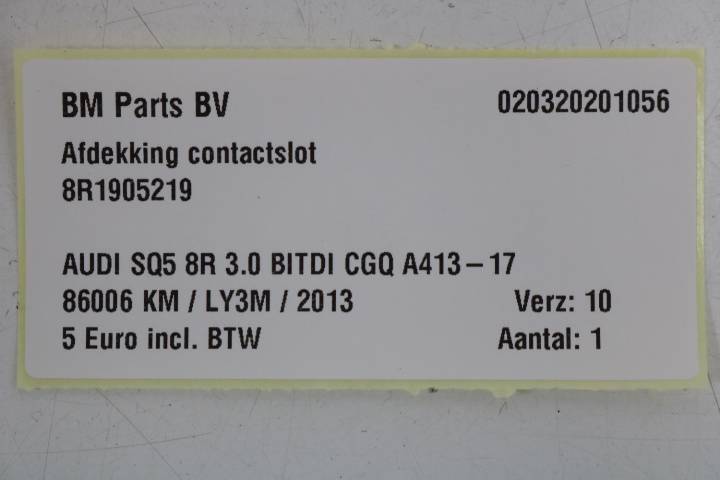 BM Parts BV 020320201056
Afdekking contactslot
8R1905219
AUDI SQ5 8R 3.0 BITDI CGQ A413-17
86006 KM / LY3M / 2013 Verz: 10
5 Euro incl. BTW Aantal: 1